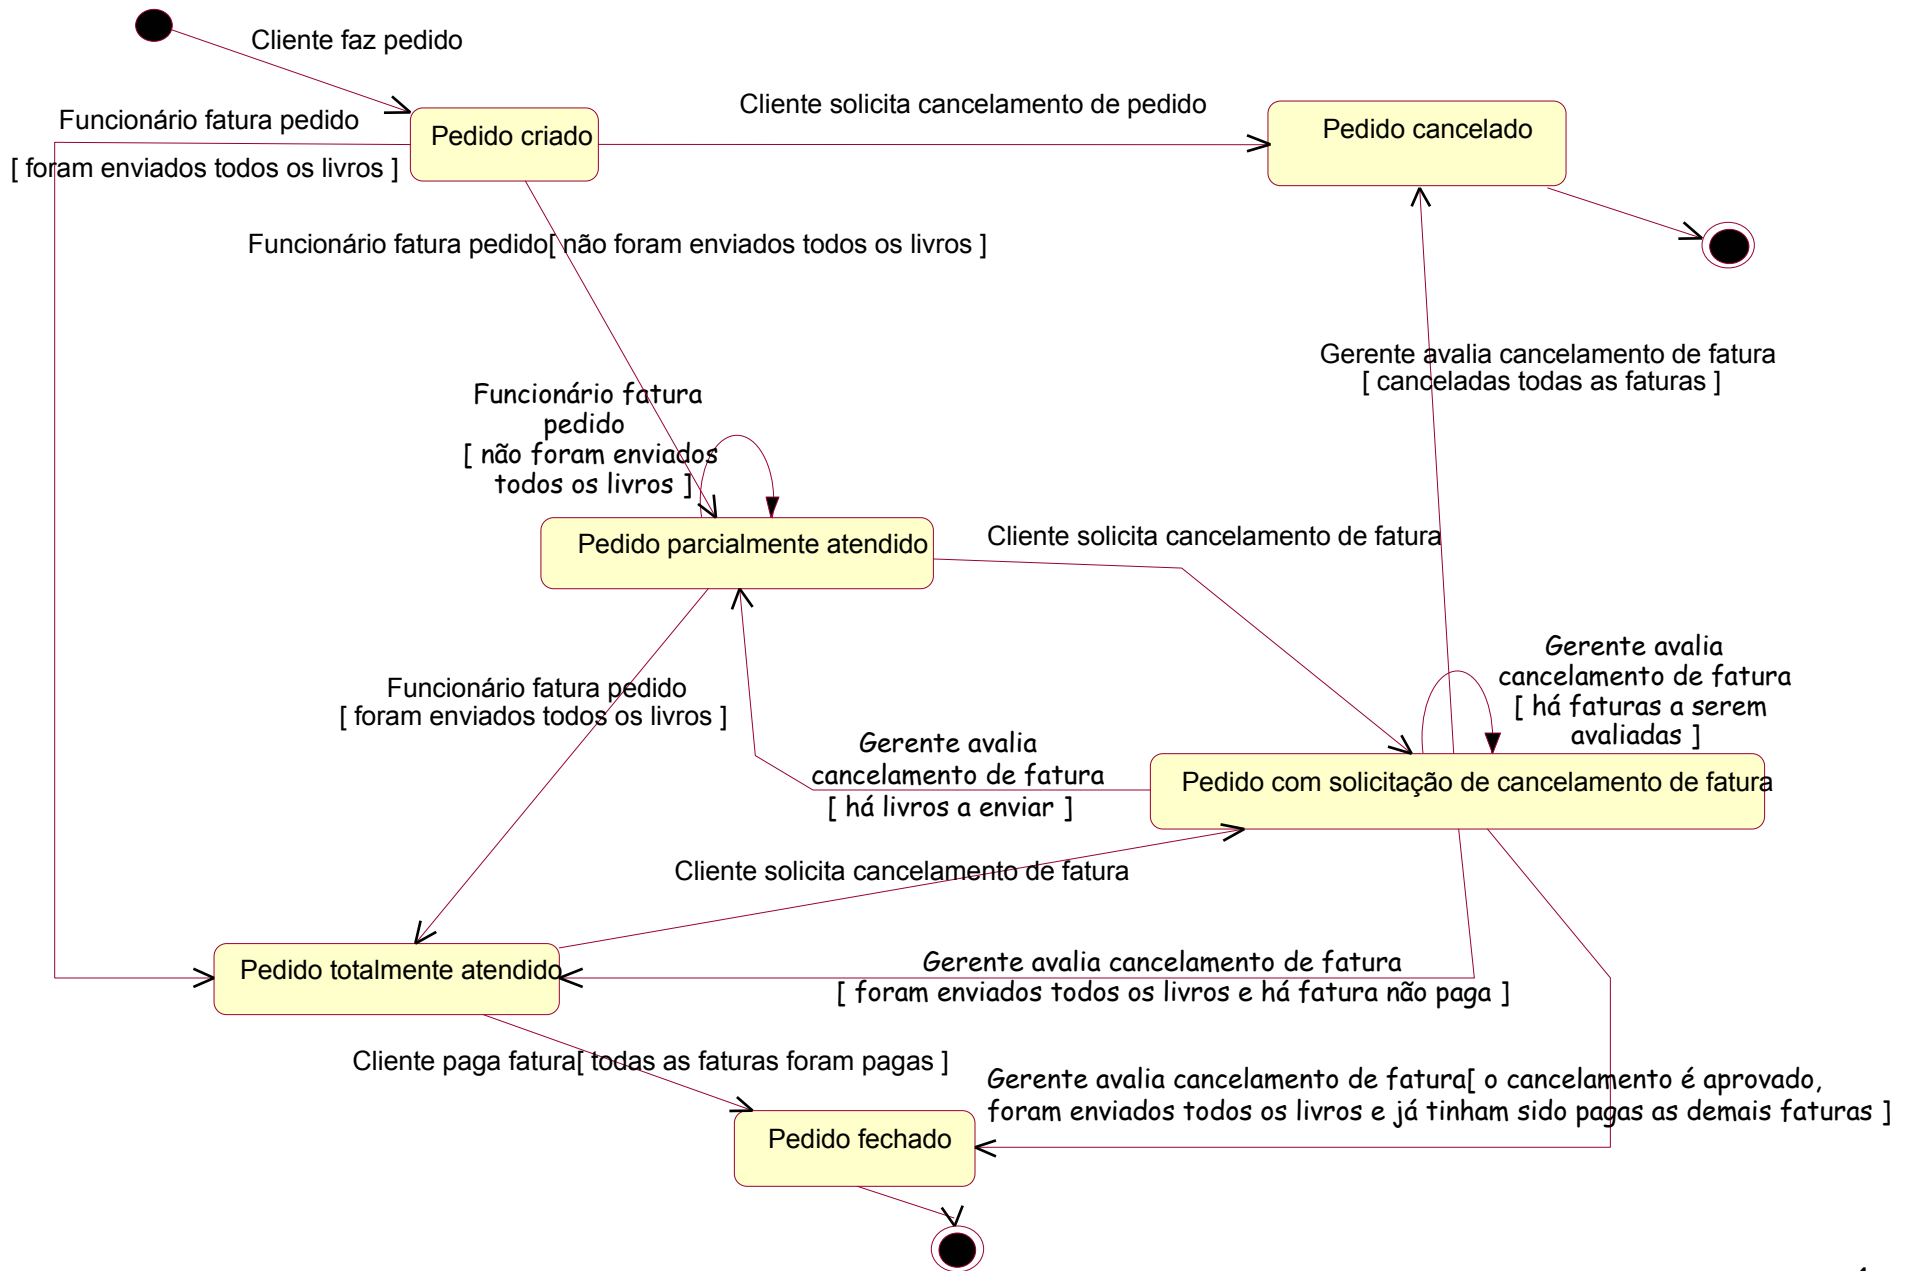 Cliente faz pedido
Funcionário fatura pedido
[ foram enviados todos os livros ]
Pedido criado
Cliente solicita cancelamento de pedido
Pedido cancelado
Funcionário fatura pedido[ não foram enviados todos os livros ]
Gerente avalia cancelamento de fatura
[ canceladas todas as faturas ]
Funcionário fatura
pedido
[ não foram enviados
todos os livros ]
Pedido parcialmente atendido
Cliente solicita cancelamento de fatura
Gerente avalia
cancelamento de fatura
[ há faturas a serem
avaliadas ]
Funcionário fatura pedido
[ foram enviados todos os livros ]
Gerente avalia
cancelamento de fatura
[ há livros a enviar ]
Pedido com solicitação de cancelamento de fatura
Cliente solicita cancelamento de fatura
Pedido totalmente atendido
Gerente avalia cancelamento de fatura
[ foram enviados todos os livros e há fatura não paga ]
Cliente paga fatura[ todas as faturas foram pagas ]
Gerente avalia cancelamento de fatura[ o cancelamento é aprovado,
foram enviados todos os livros e já tinham sido pagas as demais faturas ]
Pedido fechado